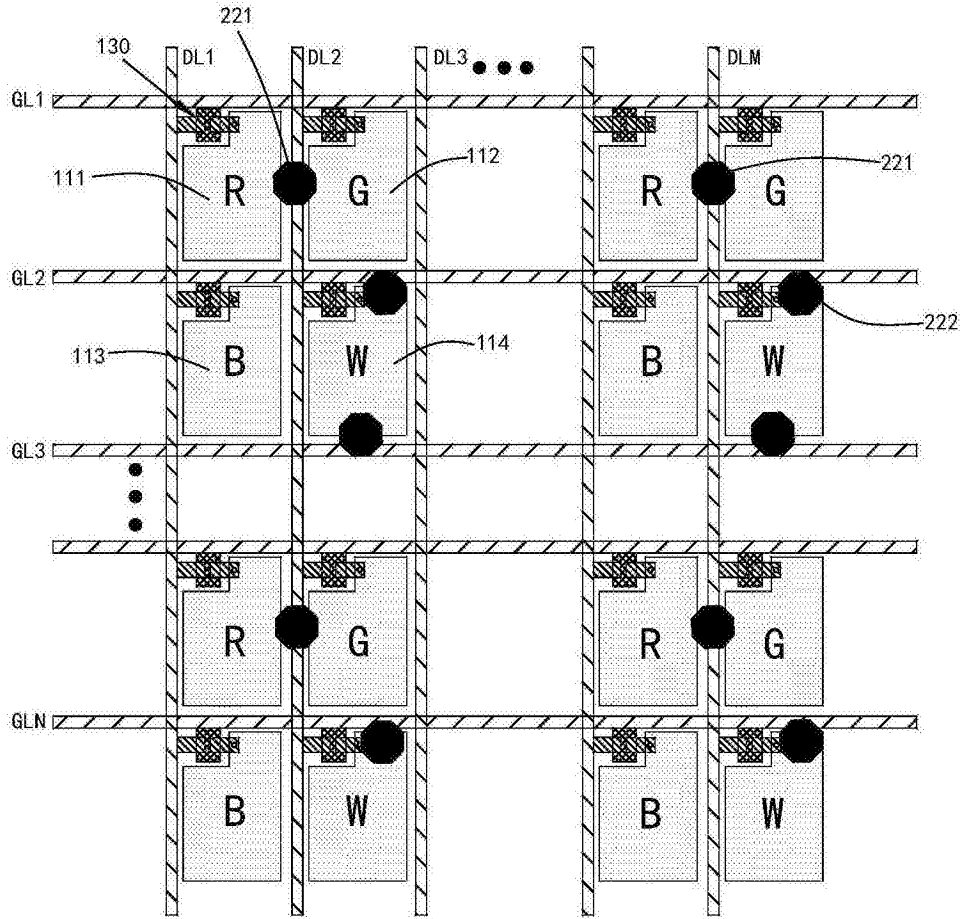 221
130
DL1 DL2 DL3 DLM
GL1
111 R G 112 R G 221
GL2
113 B W 114 B W 222
GL3
R G R G
GLN
B W B W